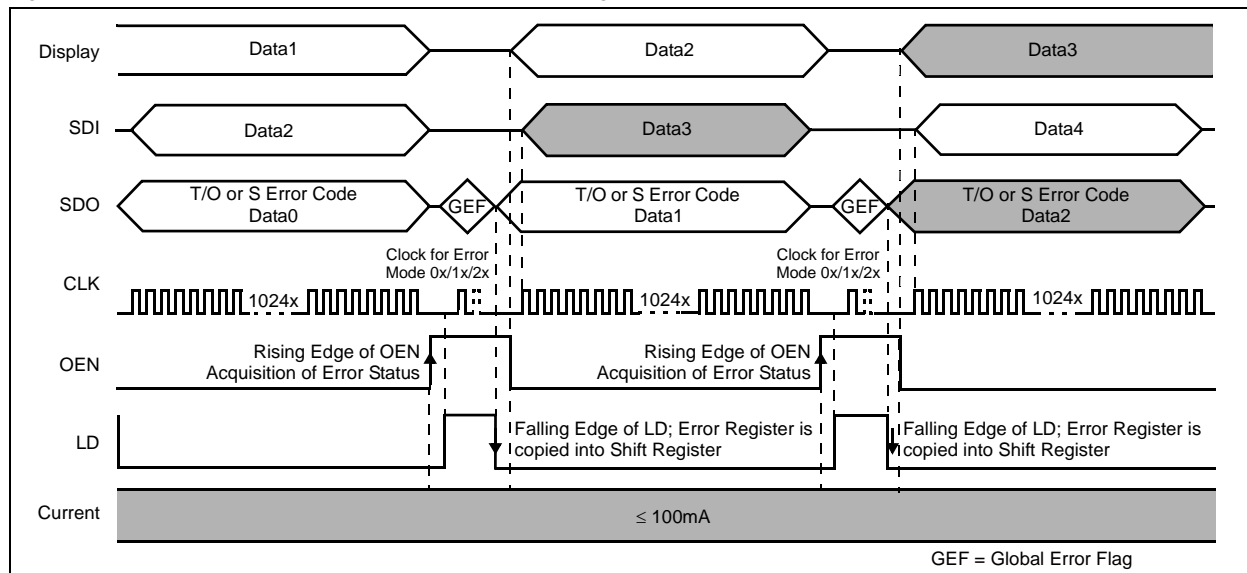 Display
Data1
Data2
Data3
SDI
Data2
Data3
Data4
SDO
T/O or S Error Code
Data0
GEF
T/O or S Error Code
Data1
GEF
T/O or S Error Code
Data2
Clock for Error
Mode 0x/1x/2x
Clock for Error
Mode 0x/1x/2x
CLK
1024x
1024x
1024x
OEN
Rising Edge of OEN
Acquisition of Error Status
Rising Edge of OEN
Acquisition of Error Status
LD
Falling Edge of LD; Error Register is
copied into Shift Register
Falling Edge of LD; Error Register is
copied into Shift Register
Current
≤ 100mA
GEF = Global Error Flag